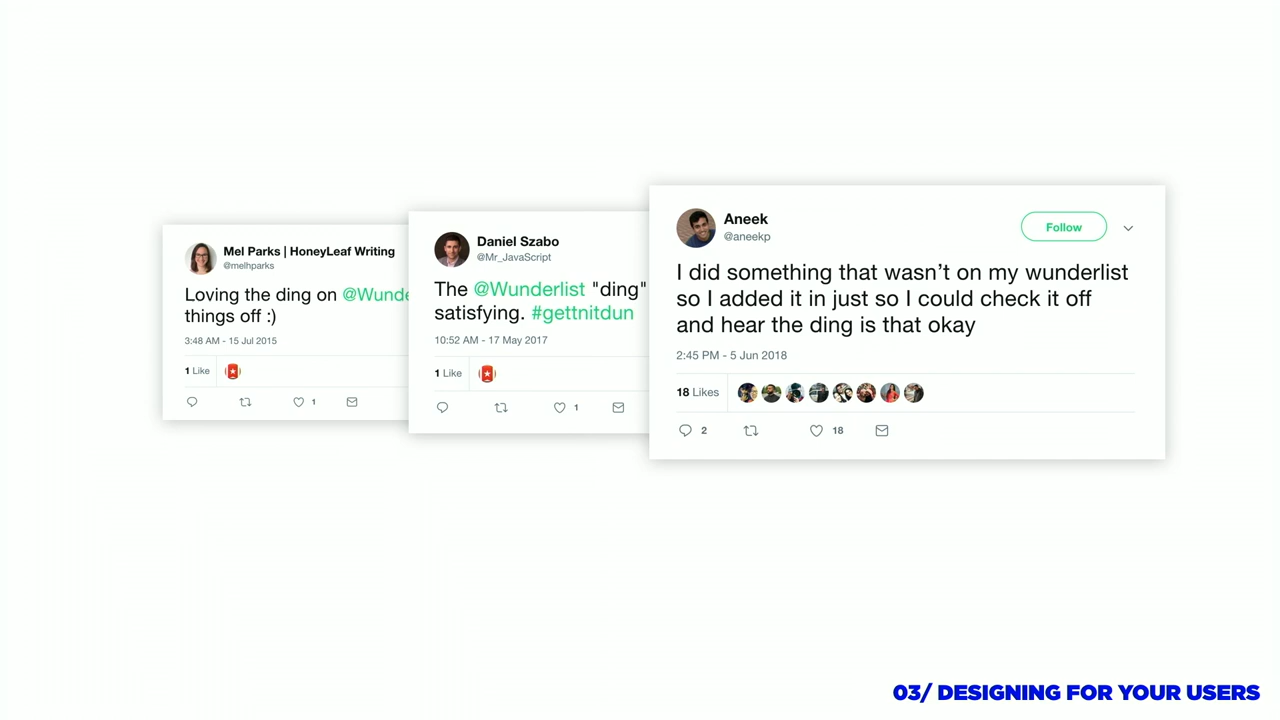 Mel Parks | HoneyLeaf Writing
@melhparks
Loving the ding on @Wunde
things off :)
3:48 AM - 15 Jul 2015
1 Like
1
Daniel Szabo
@Mr_JavaScript
The @Wunderlist "ding"
satisfying. #gettnitdun
10:52 AM - 17 May 2017
1 Like
1
Aneek
@aneekp
Follow
I did something that wasn't on my wunderlist
so I added it in just so I could check it off
and hear the ding is that okay
2:45 PM - 5 Jun 2018
18 Likes
2 18
03/ DESIGNING FOR YOUR USERS